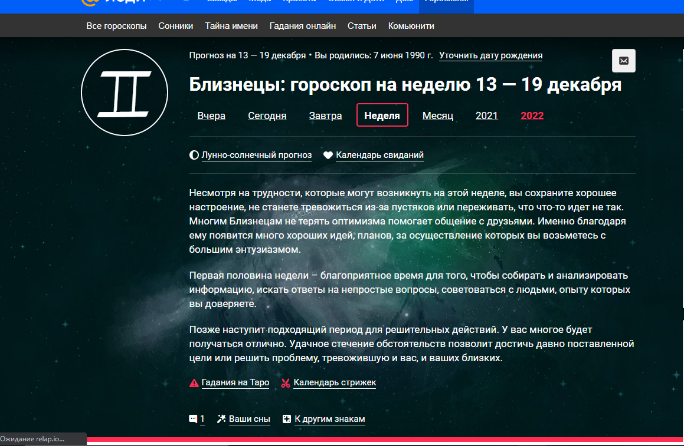 Все гороскопы Сонники Тайна имени Гадания онлайн Статьи Комьюнити
Прогноз на 13 — 19 декабря • Вы родились: 7 июня 1990 г. Уточнить дату рождения
Близнецы: гороскоп на неделю 13 — 19 декабря
Вчера Сегодня Завтра Неделя Месяц 2021 2022
Лунно-солнечный прогноз Календарь свиданий
Несмотря на трудности, которые могут возникнуть на этой неделе, вы сохраните хорошее
настроение, не станете тревожиться из-за пустяков или переживать, что что-то идет не так.
Многим Близнецам не терять оптимизма помогает общение с друзьями. Именно благодаря
ему появится много хороших идей, планов, за осуществление которых вы возьметесь с
большим энтузиазмом.
Первая половина недели – благоприятное время для того, чтобы собирать и анализировать
информацию, искать ответы на непростые вопросы, советоваться с людьми, опыту которых
вы доверяете.
Позже наступит подходящий период для решительных действий. У вас многое будет
получаться отлично. Удачное стечение обстоятельств позволит достичь давно поставленной
цели или решить проблему, тревожившую и вас, и ваших близких.
Гадания на Таро Календарь стрижек
1 Ваши сны К другим знакам
Ожидание relap.io...